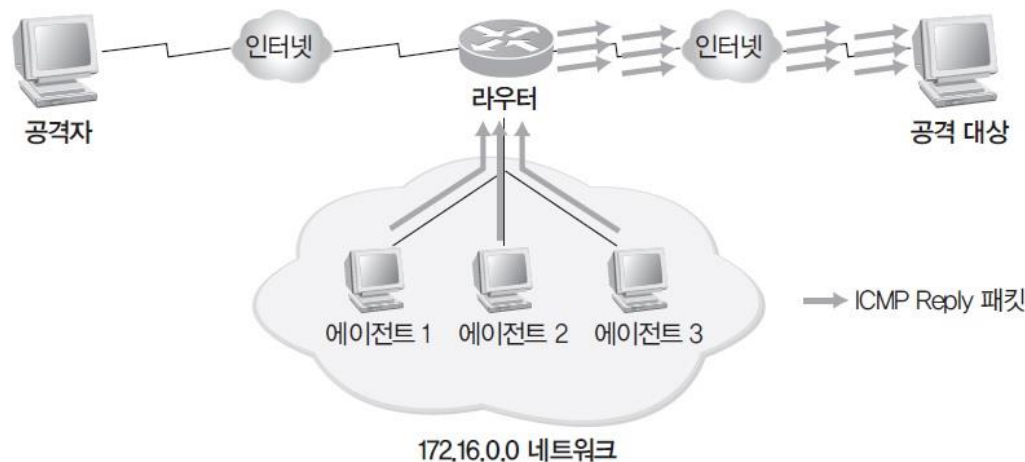 인터넷
인터넷
라우터
공격자
공격 대상
에이전트 1
에이전트 2
에이전트 3
ICMP Reply 패킷
172.16.0.0 네트워크